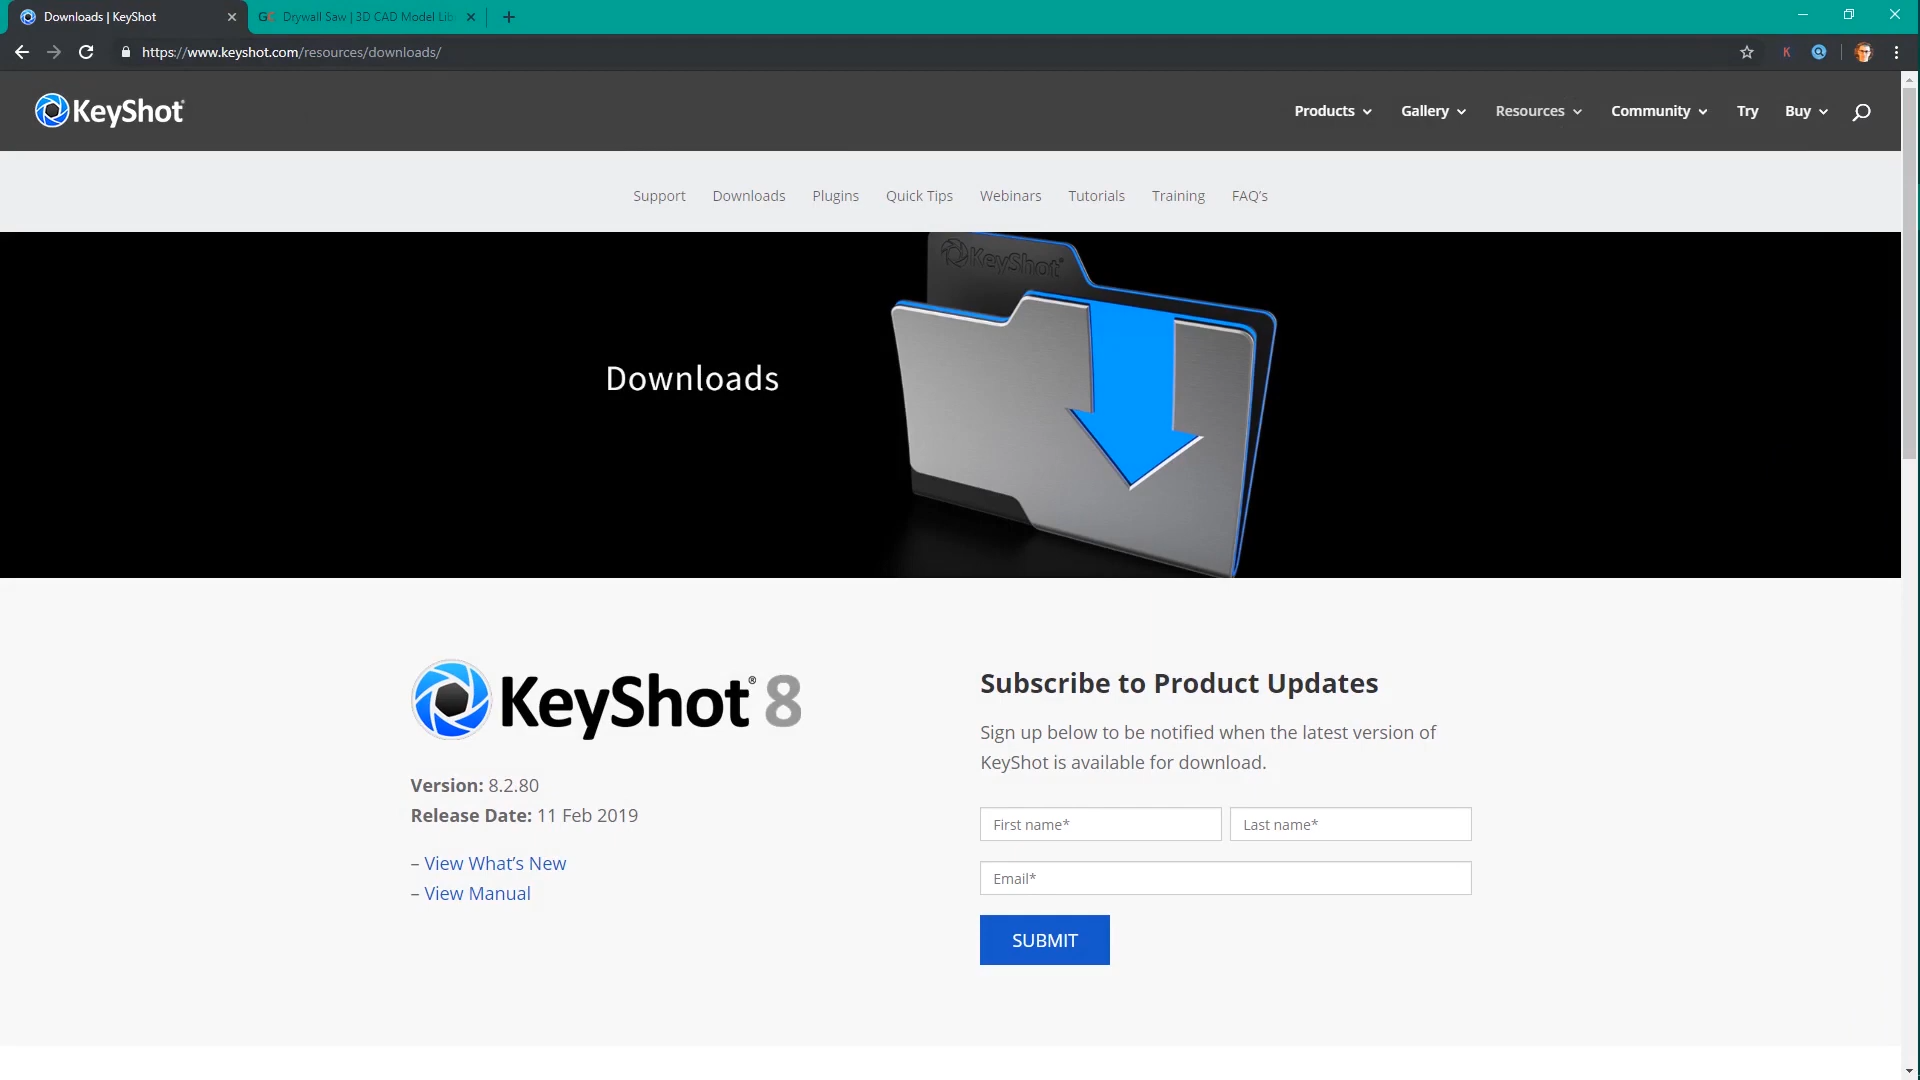 Downloads | KeyShot
Drywall Saw | 3D CAD Model Lib
https://www.keyshot.com/resources/downloads/
K
KeyShot
Products
Gallery
Resources
Community
Try
Buy
Support
Downloads
Plugins
Quick Tips
Webinars
Tutorials
Training
FAQ's
KeyShot
Downloads
KeyShot® 8
Version: 8.2.80
Release Date: 11 Feb 2019
– View What's New
– View Manual
Subscribe to Product Updates
Sign up below to be notified when the latest version of
KeyShot is available for download.
First name*
Last name*
Email*
SUBMIT